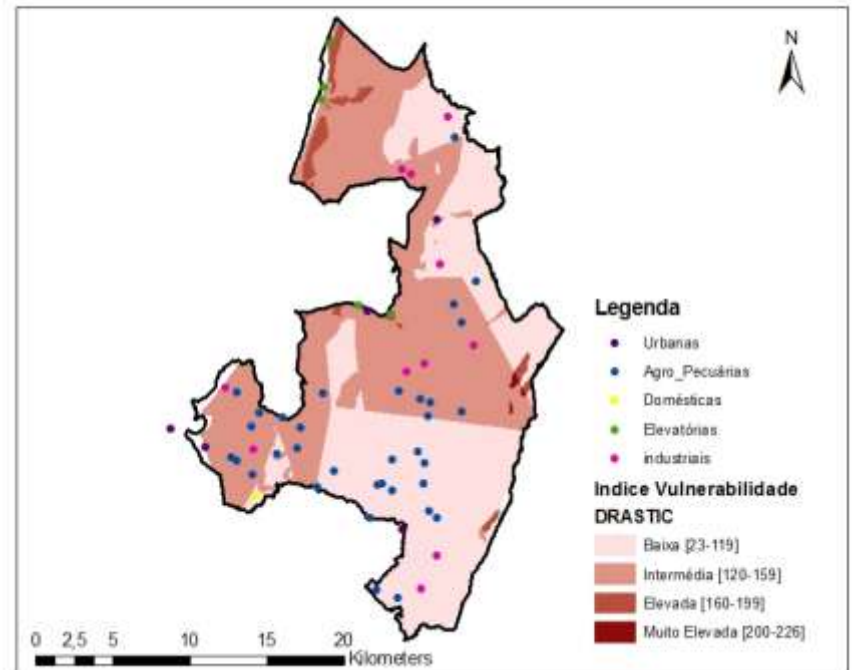 N
Legenda
Urbanas
Agro_Pecuárias
Domésticas
Elevatórias
industriais
Indice Vulnerabilidade
DRASTIC
Baixa [23-119]
Intermédia [120-159]
Elevada [160-199]
Muito Elevada [200-226]
0 2,5 5 10 15 20
Kilometers